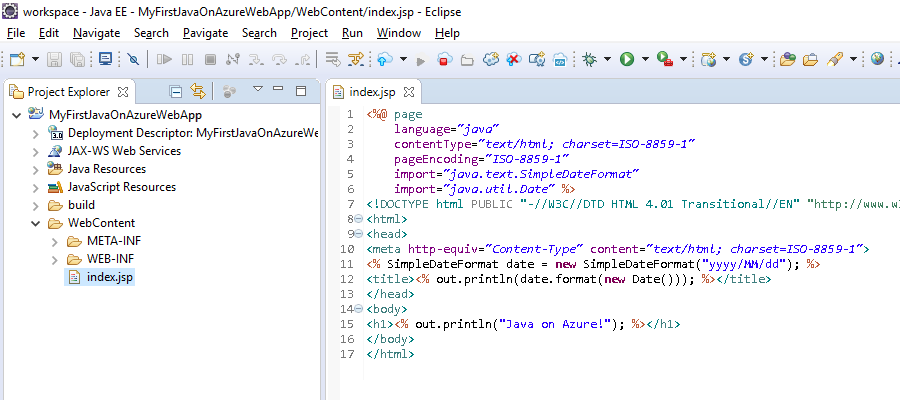 workspace - Java EE - MyFirstJavaOnAzureWebApp/WebContent/index.jsp - Eclipse
File Edit Navigate Search Pavigate Search Project Run Window Help
Project Explorer
MyFirstJavaOnAzureWebApp
3.0 Deployment Descriptor: MyFirstJavaOnAzureWe
JAX-WS Web Services
Java Resources
JavaScript Resources
build
WebContent
META-INF
WEB-INF
index.jsp
index.jsp
1 <%@ page
2 language="java"
3 contentType="text/html; charset=ISO-8859-1"
4 pageEncoding="ISO-8859-1"
5 import="java.text.SimpleDateFormat"
6 import="java.util.Date" %>
7 <!DOCTYPE html PUBLIC "-//W3C//DTD HTML 4.01 Transitional//EN" "http://www.w
8 <html>
9 <head>
10 <meta http-equiv="Content-Type" content="text/html; charset=ISO-8859-1">
11 <% SimpleDateFormat date = new SimpleDateFormat("yyyy/MM/dd"); %>
12 <title><% out.println(date.format(new Date())); %></title>
13 </head>
14 <body>
15 <h1><% out.println("Java on Azure!"); %></h1>
16 </body>
17 </html>